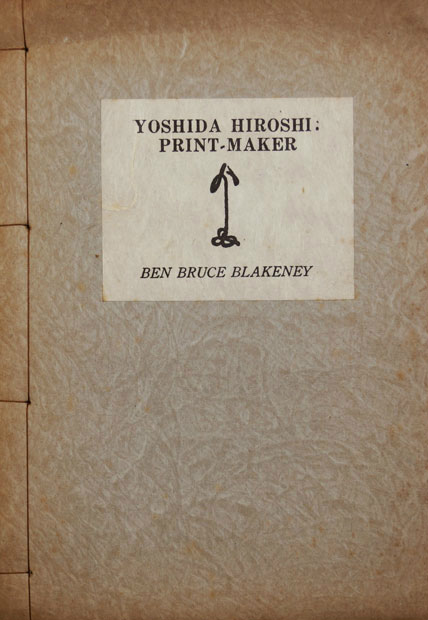 YOSHIDA HIROSHI:
PRINT-MAKER
BEN BRUCE BLAKENEY